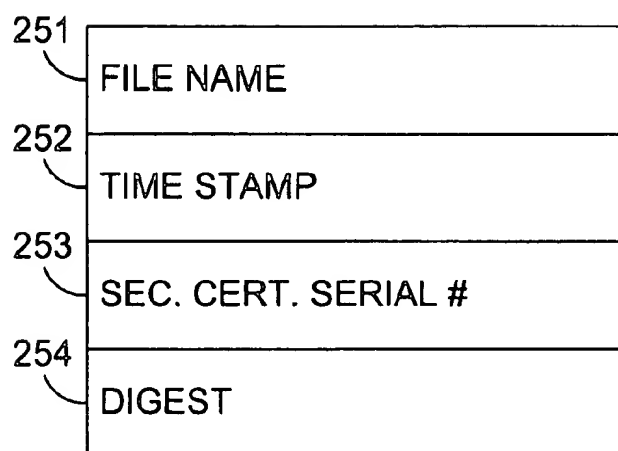 251
FILE NAME
252
TIME STAMP
253
SEC. CERT. SERIAL #
254
DIGEST